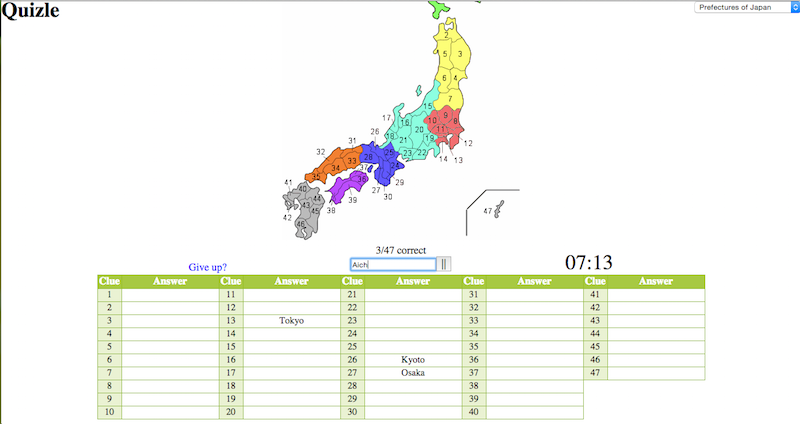 Quizle
Prefectures of Japan
2
5
3
6
4
7
15
17
16
10
9
8
18
20
11
21
19
12
26
31
23
22
14
13
32
25
28
33
34
37
24
35
36
29
27
30
41
40
39
38
44
43
42
45
46
47
3/47 correct
Give up?
Aich
07:13
Clue Answer Clue Answer Clue Answer Clue Answer Clue Answer
1 11 21 31 41
2 12 22 32 42
3 13 Tokyo 23 33 43
4 14 24 34 44
5 15 25 35 45
6 16 26 Kyoto 36 46
7 17 27 Osaka 37 47
8 18 28 38
9 19 29 39
10 20 30 40